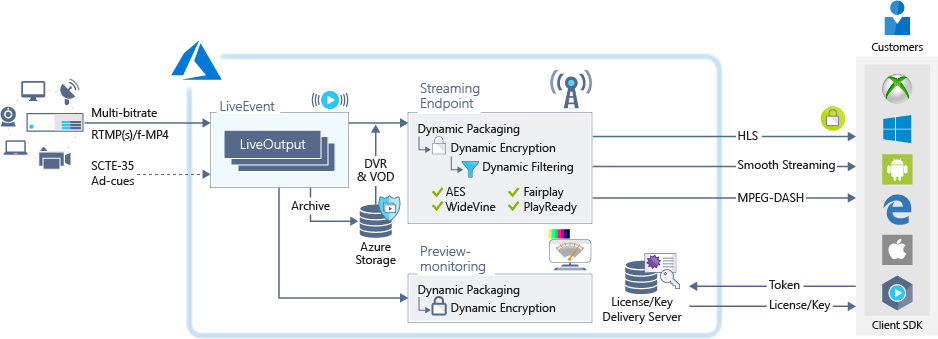 Customers
Multi-bitrate
RTMP(s)/f-MP4
SCTE-35
Ad-cues
LiveEvent
LiveOutput
Archive
DVR
& VOD
Azure
Storage
Streaming
Endpoint
Dynamic Packaging
Dynamic Encryption
Dynamic Filtering
AES
Fairplay
WideVine
PlayReady
Preview-
monitoring
Dynamic Packaging
Dynamic Encryption
HLS
Smooth Streaming
MPEG-DASH
License/Key
Delivery Server
Token
License/Key
Client SDK